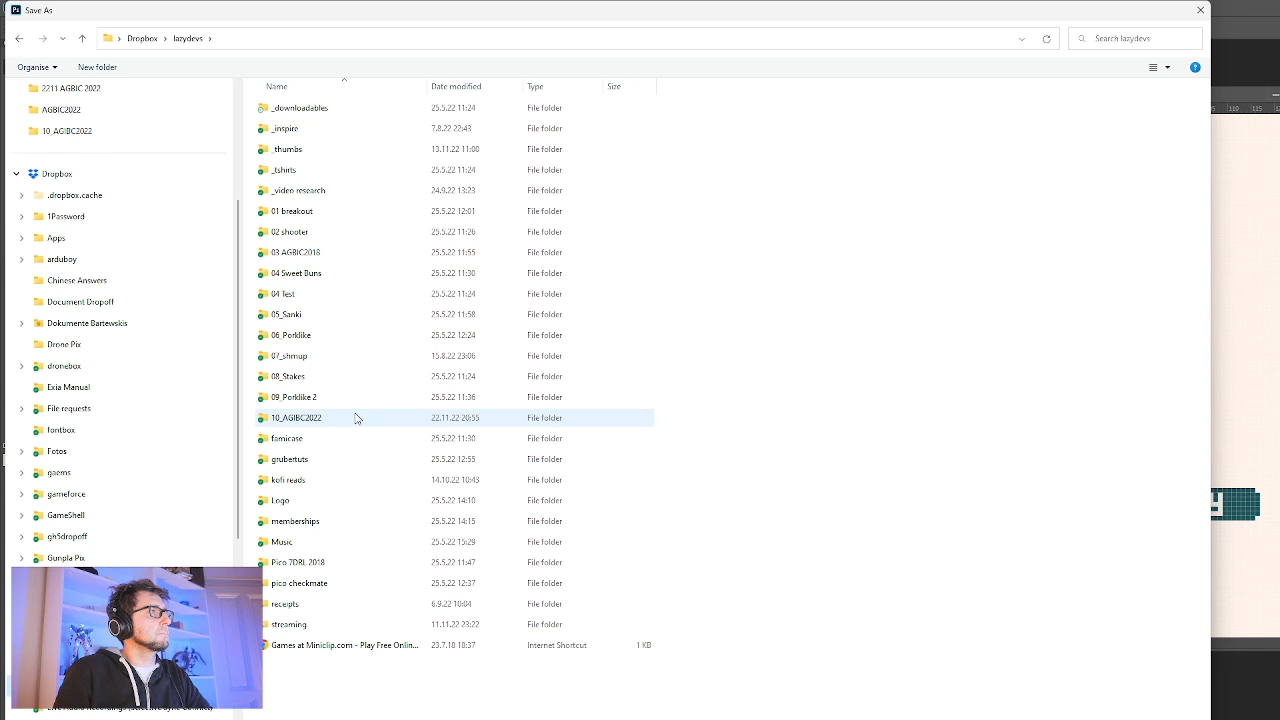 Ps Save As
Dropbox > lazydevs >
Search lazydevs
Organise
New folder
Name Date modified Type Size
2211 AGBIC 2022
AGBIC2022
10_AGIBC2022
Dropbox
.dropbox.cache
1Password
Apps
arduboy
Chinese Answers
Document Dropoff
Dokumente Bartewskis
Drone Pix
dronebox
Exia Manual
File requests
fontbox
Fotos
gaems
gameforce
GameShell
gh5dropoff
Gunpla Pix
_downloadables 25.5.22 11:24 File folder
_inspire 7.8.22 22:43 File folder
_thumbs 13.11.22 11:00 File folder
_tshirts 25.5.22 11:24 File folder
_video research 24.9.22 13:23 File folder
01 breakout 25.5.22 12:01 File folder
02 shooter 25.5.22 11:26 File folder
03 AGBIC2018 25.5.22 11:55 File folder
04 Sweet Buns 25.5.22 11:30 File folder
04 Test 25.5.22 11:24 File folder
05_Sanki 25.5.22 11:58 File folder
06_Porklike 25.5.22 12:24 File folder
07_shmup 15.8.22 23:06 File folder
08_Stakes 25.5.22 11:24 File folder
09_Porklike 2 25.5.22 11:36 File folder
10_AGIBC2022 22.11.22 20:55 File folder
famicase 25.5.22 11:30 File folder
grubertuts 25.5.22 12:55 File folder
kofi reads 14.10.22 10:43 File folder
Logo 25.5.22 14:10 File folder
memberships 25.5.22 14:15 File folder
Music 25.5.22 15:29 File folder
Pico 7DRL 2018 25.5.22 11:47 File folder
pico checkmate 25.5.22 12:37 File folder
receipts 6.9.22 10:04 File folder
streaming 11.11.22 23:22 File folder
Games at Miniclip.com - Play Free Onlin... 23.7.18 18:37 Internet Shortcut 1 KB
110 115